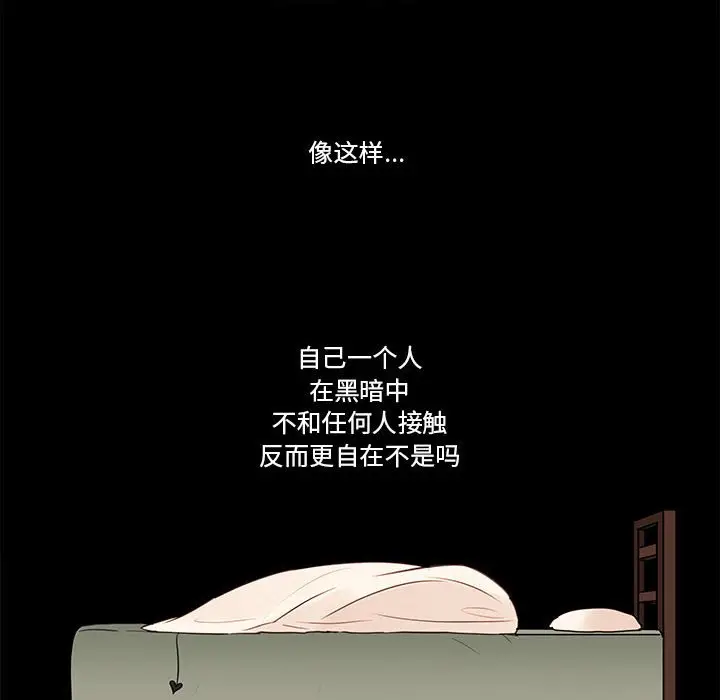 像这样...
自己一个人
在黑暗中
不和任何人接触
反而更自在不是吗